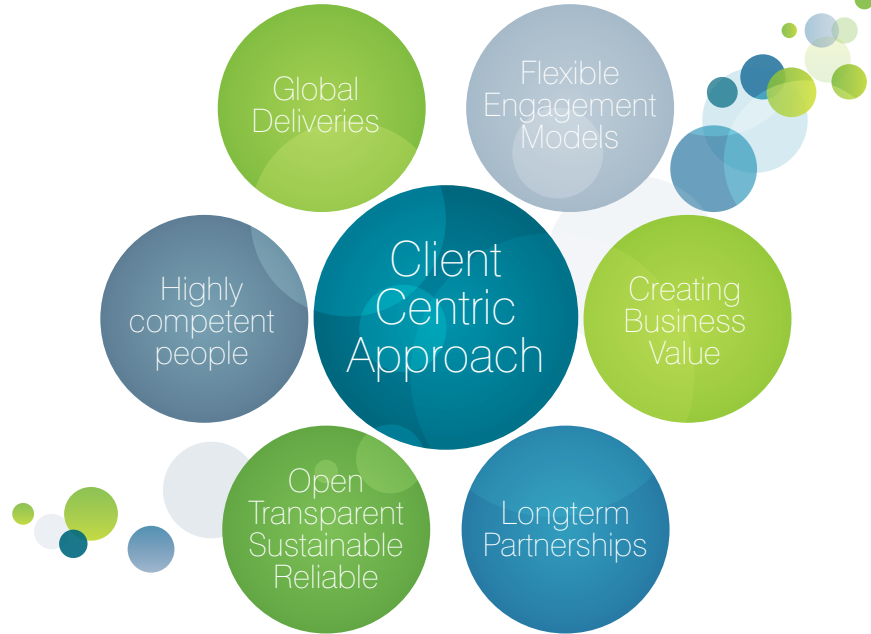 Global
Deliveries
Flexible
Engagement
Models
Highly
competent
people
Client
Centric
Approach
Creating
Business
Value
Open
Transparent
Sustainable
Reliable
Longterm
Partnerships